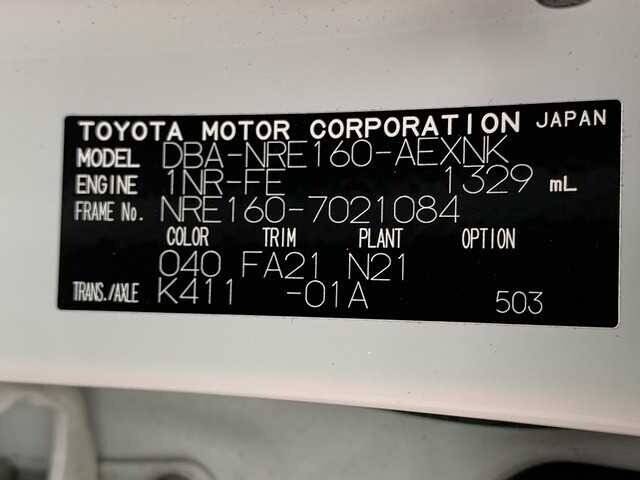 TOYOTA MOTOR CORPORATION JAPAN
MODEL DBA-NRE160-AEXNK
ENGINE 1NR-FE 1329 mL
FRAME No. NRE160-7021084
COLOR TRIM PLANT OPTION
040 FA21 N21
TRANS./AXLE K411 -01A 503